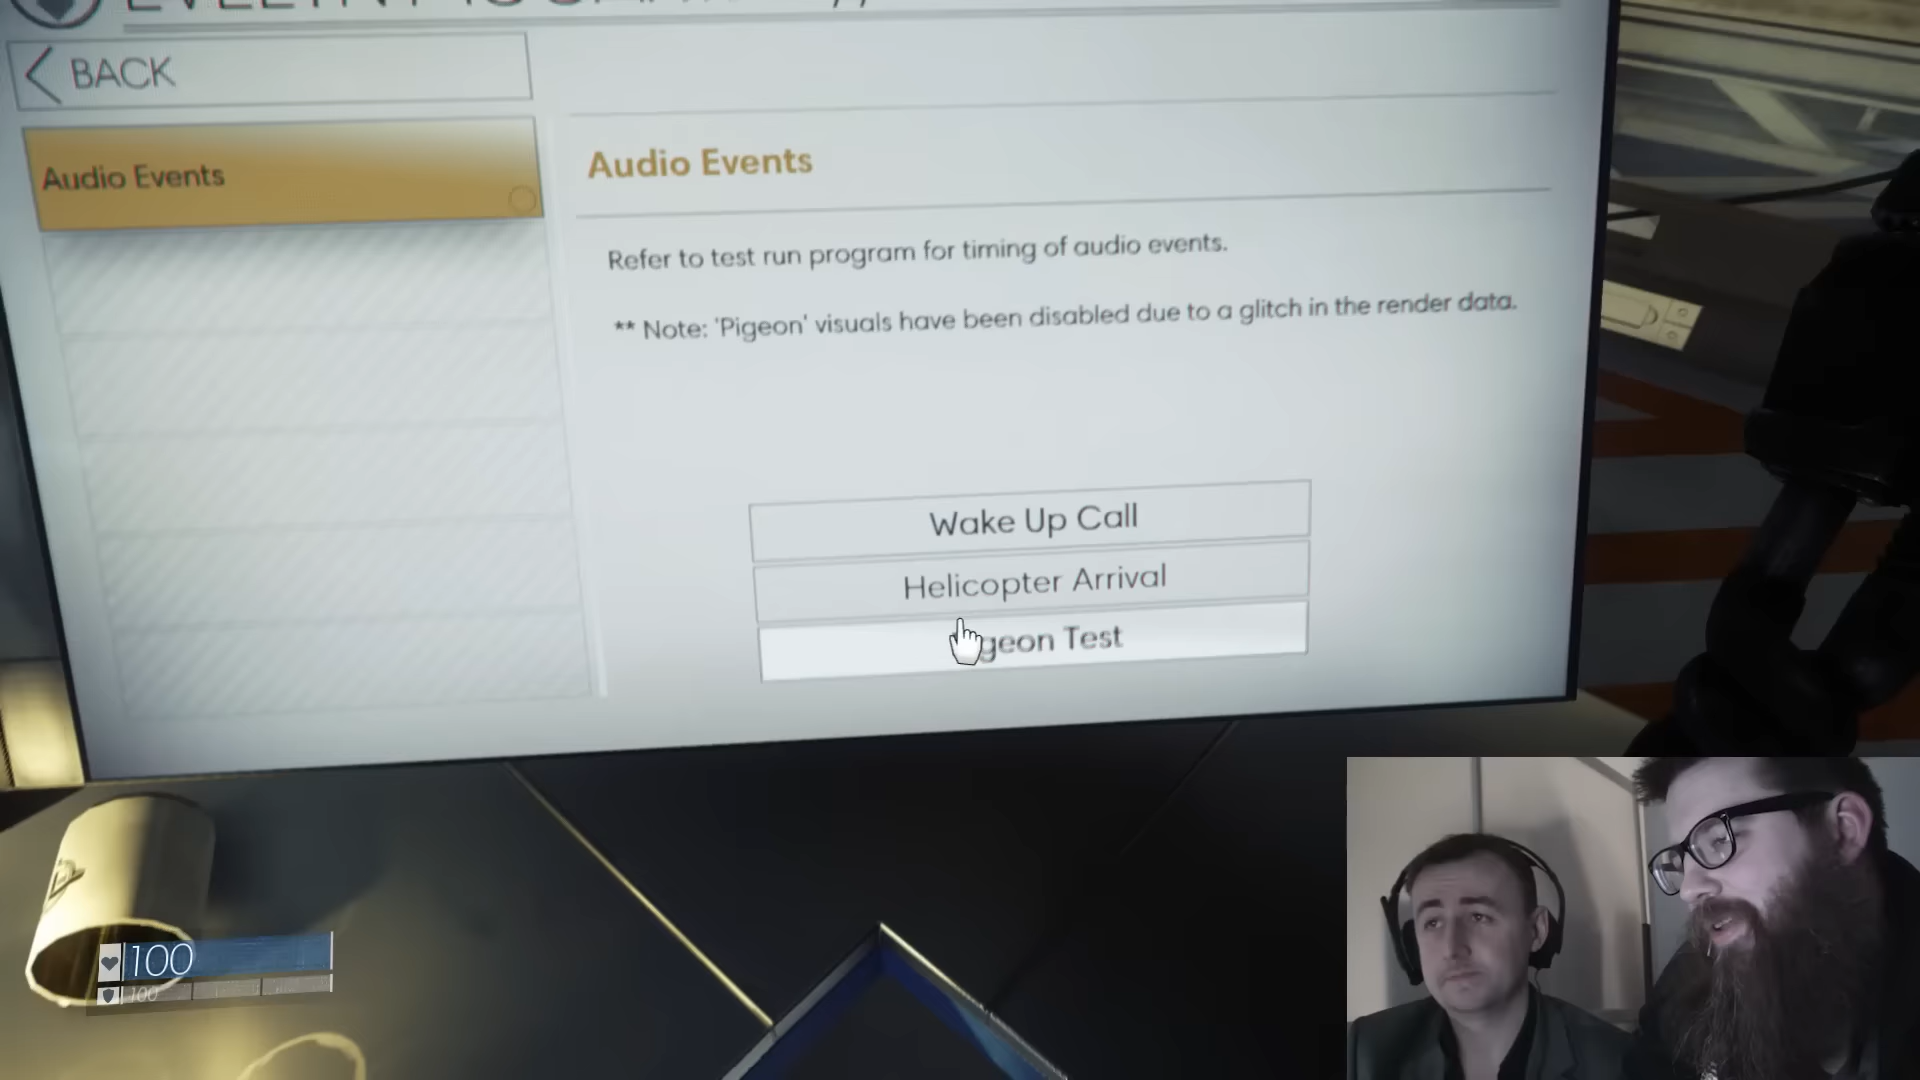 BACK
Audio Events
Audio Events
Refer to test run program for timing of audio events.
** Note: 'Pigeon' visuals have been disabled due to a glitch in the render data.
Wake Up Call
Helicopter Arrival
geon Test
100
100